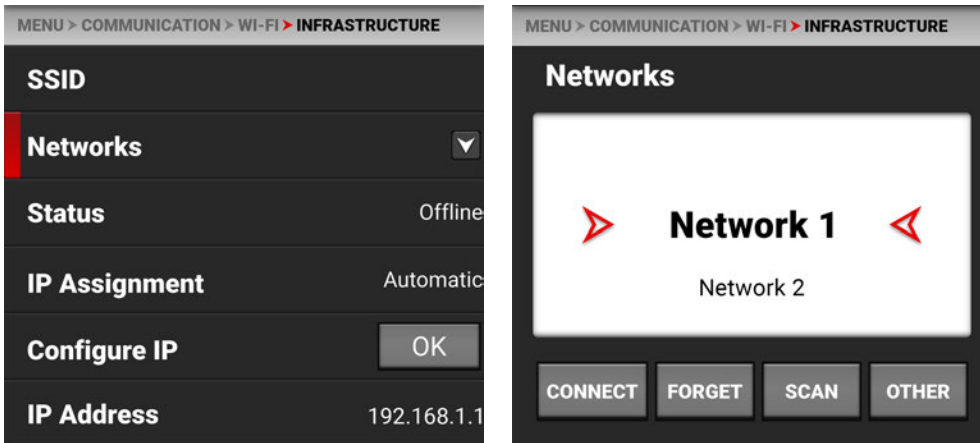 MENU > COMMUNICATION > WI-FI > INFRASTRUCTURE
SSID
Networks
Status Offline
IP Assignment Automatic
Configure IP OK
IP Address 192.168.1.1
MENU > COMMUNICATION > WI-FI > INFRASTRUCTURE
Networks
Network 1
Network 2
CONNECT FORGET SCAN OTHER